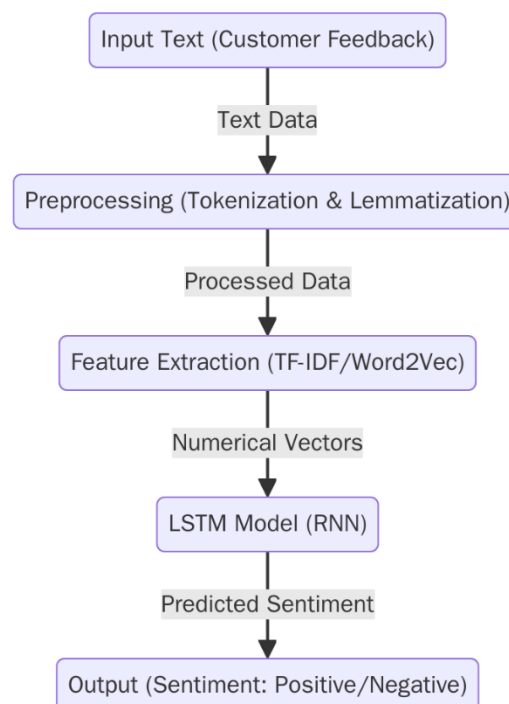 Input Text (Customer Feedback)
Text Data
Preprocessing (Tokenization & Lemmatization)
Processed Data
Feature Extraction (TF-IDF/Word2Vec)
Numerical Vectors
LSTM Model (RNN)
Predicted Sentiment
Output (Sentiment: Positive/Negative)